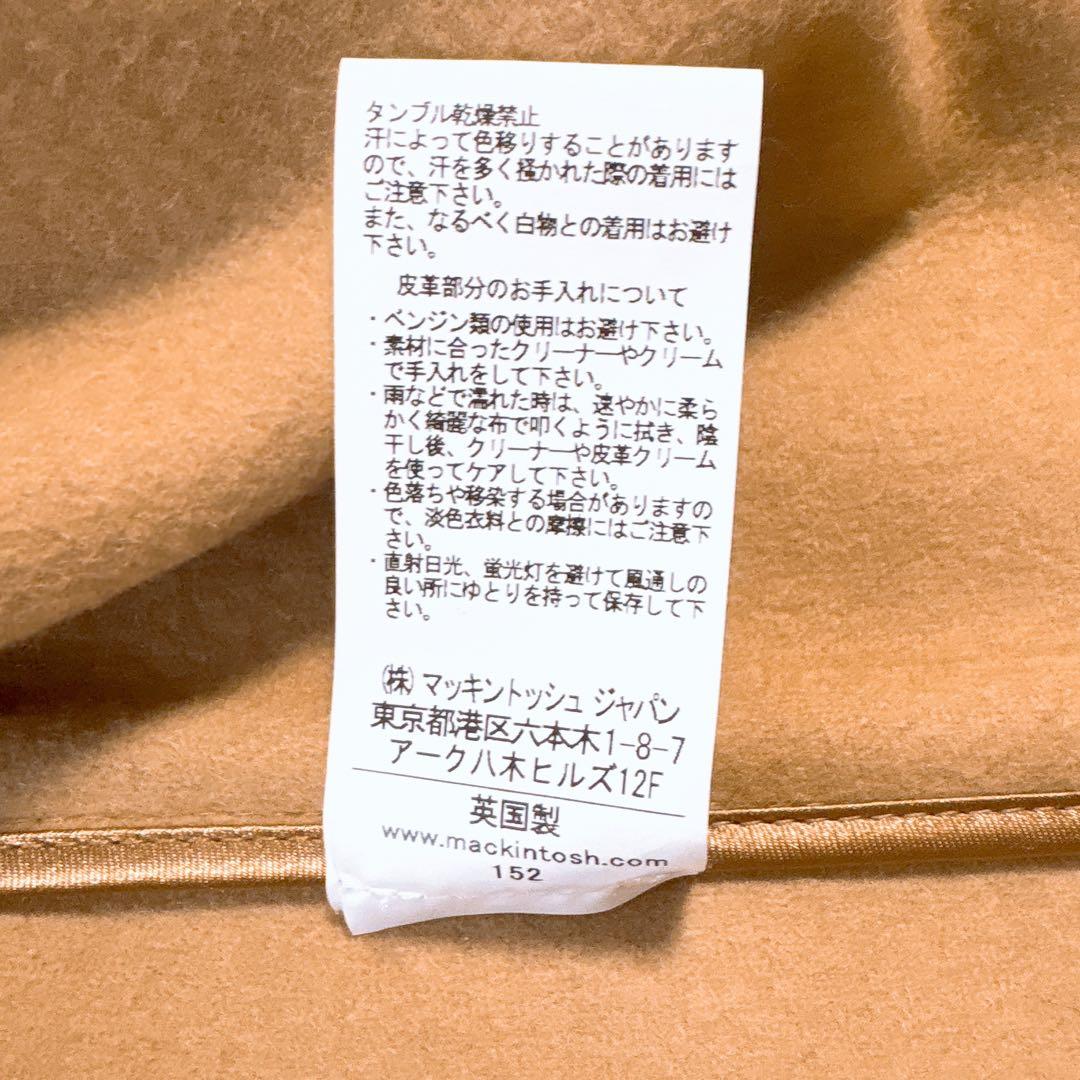 タンブル乾燥禁止
汗によって色移りすることがあります
ので、汗を多く掻かれた際の着用には
ご注意下さい。
また、なるべく白物との着用はお避け
下さい。
皮革部分のお手入れについて
・ベンジン類の使用はお避け下さい。
・素材に合ったクリーナーやクリーム
で手入れをして下さい。
・雨などで濡れた時は、速やかに柔ら
かく綺麗な布で叩くように拭き、陰
干し後、クリーナーや皮革クリーム
を使ってケアして下さい。
・色落ちや移染する場合がありますの
で、淡色衣料との摩擦にはご注意下
さい。
・直射日光、蛍光灯を避けて風通しの
良い所にゆとりを持って保存して下
さい。
(株) マッキントッシュ ジャパン
東京都港区六本木1-8-7
アーク八木ヒルズ12F
英国製
www.mackintosh.com
152